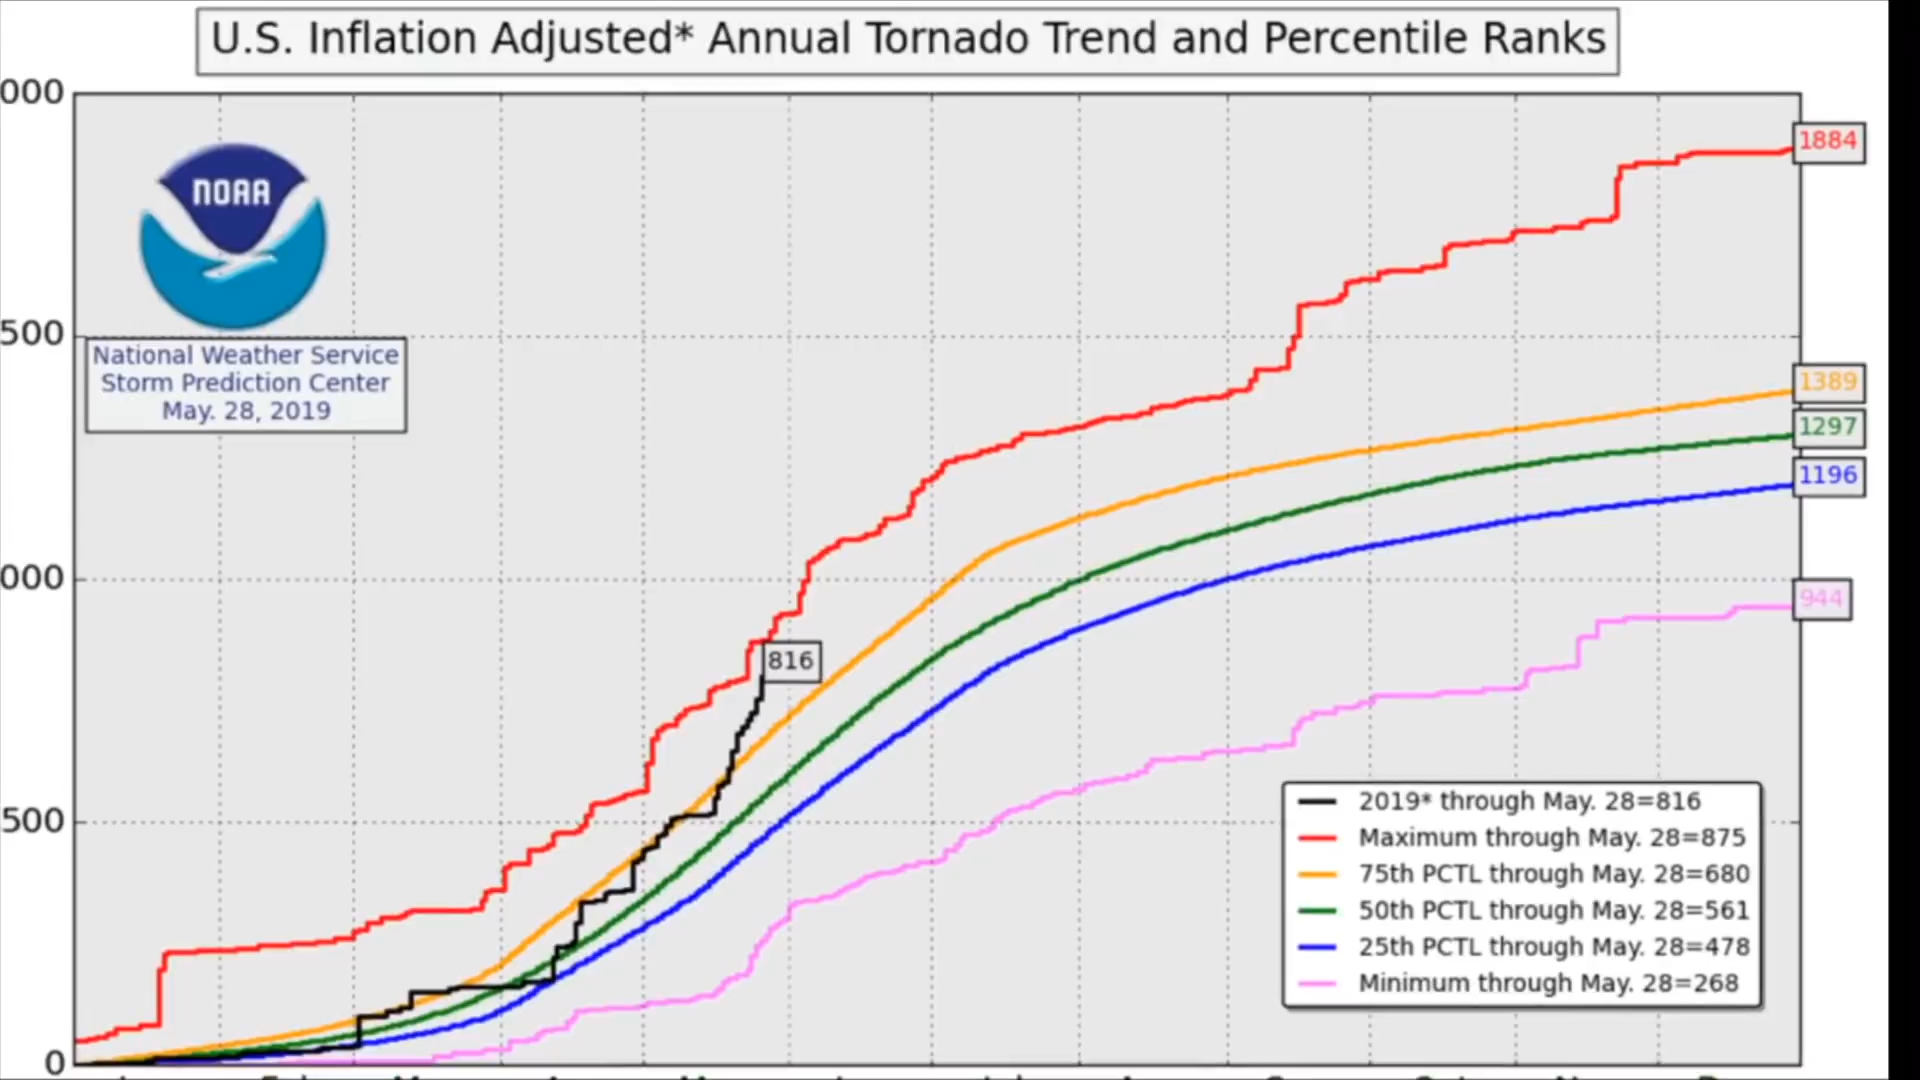 U.S. Inflation Adjusted* Annual Tornado Trend and Percentile Ranks
000
1884
NOAA
500
National Weather Service
Storm Prediction Center
May. 28, 2019
1389
1297
1196
000
944
816
500
2019* through May. 28=816
Maximum through May. 28=875
75th PCTL through May. 28=680
50th PCTL through May. 28=561
25th PCTL through May. 28=478
Minimum through May. 28=268
0